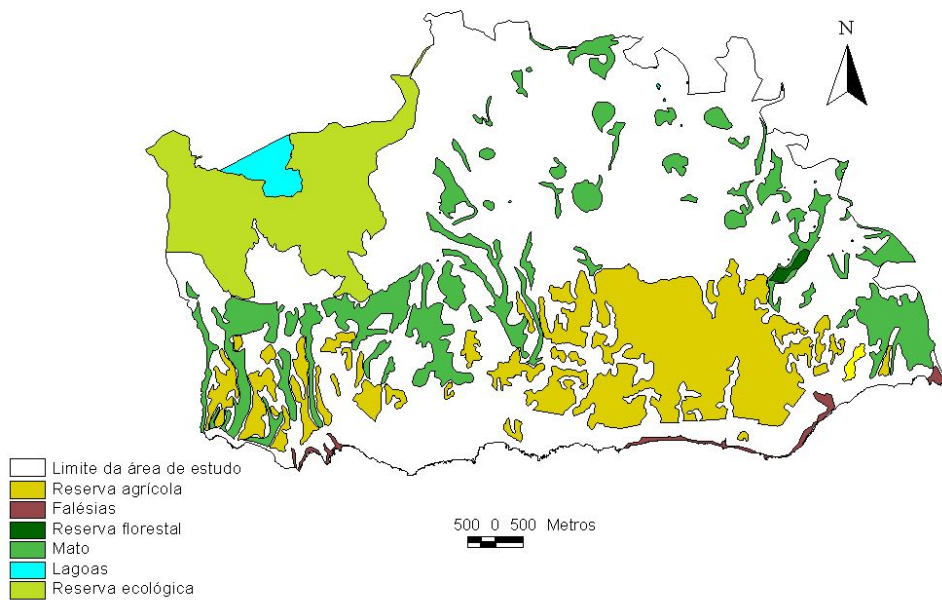 N
Limite da área de estudo
Reserva agrícola
Falésias
Reserva florestal
Mato
Lagoas
Reserva ecológica
500 0 500 Metros